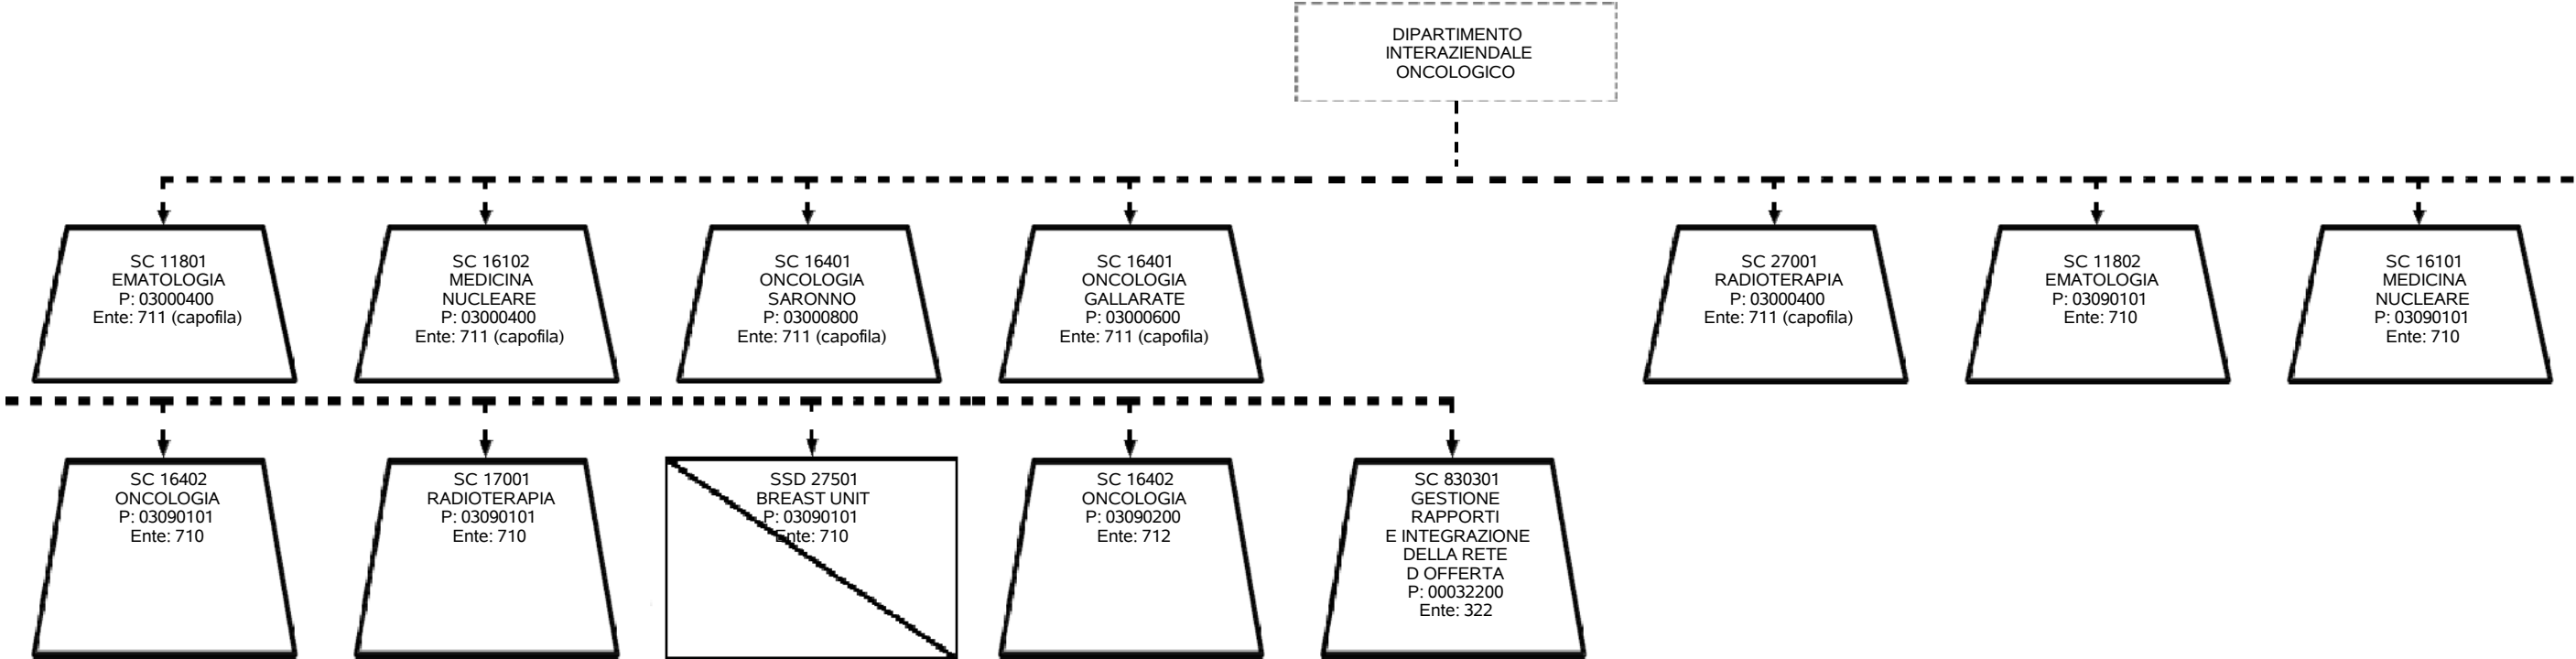 DIPARTIMENTO
INTERAZIENDALE
ONCOLOGICO
SC 11801
EMATOLOGIA
P: 03000400
Ente: 711 (capofila)
SC 16102
MEDICINA
NUCLEARE
P: 03000400
Ente: 711 (capofila)
SC 16401
ONCOLOGIA
SARONNO
P: 03000800
Ente: 711 (capofila)
SC 16401
ONCOLOGIA
GALLARATE
P: 03000600
Ente: 711 (capofila)
SC 27001
RADIOTERAPIA
P: 03000400
Ente: 711 (capofila)
SC 11802
EMATOLOGIA
P: 03090101
Ente: 710
SC 16101
MEDICINA
NUCLEARE
P: 03090101
Ente: 710
SC 16402
ONCOLOGIA
P: 03090101
Ente: 710
SC 17001
RADIOTERAPIA
P: 03090101
Ente: 710
SSD 27501
BREAST UNIT
P: 03090101
Ente: 710
SC 16402
ONCOLOGIA
P: 03090200
Ente: 712
SC 830301
GESTIONE
RAPPORTI
E INTEGRAZIONE
DELLA RETE
D OFFERTA
P: 00032200
Ente: 322